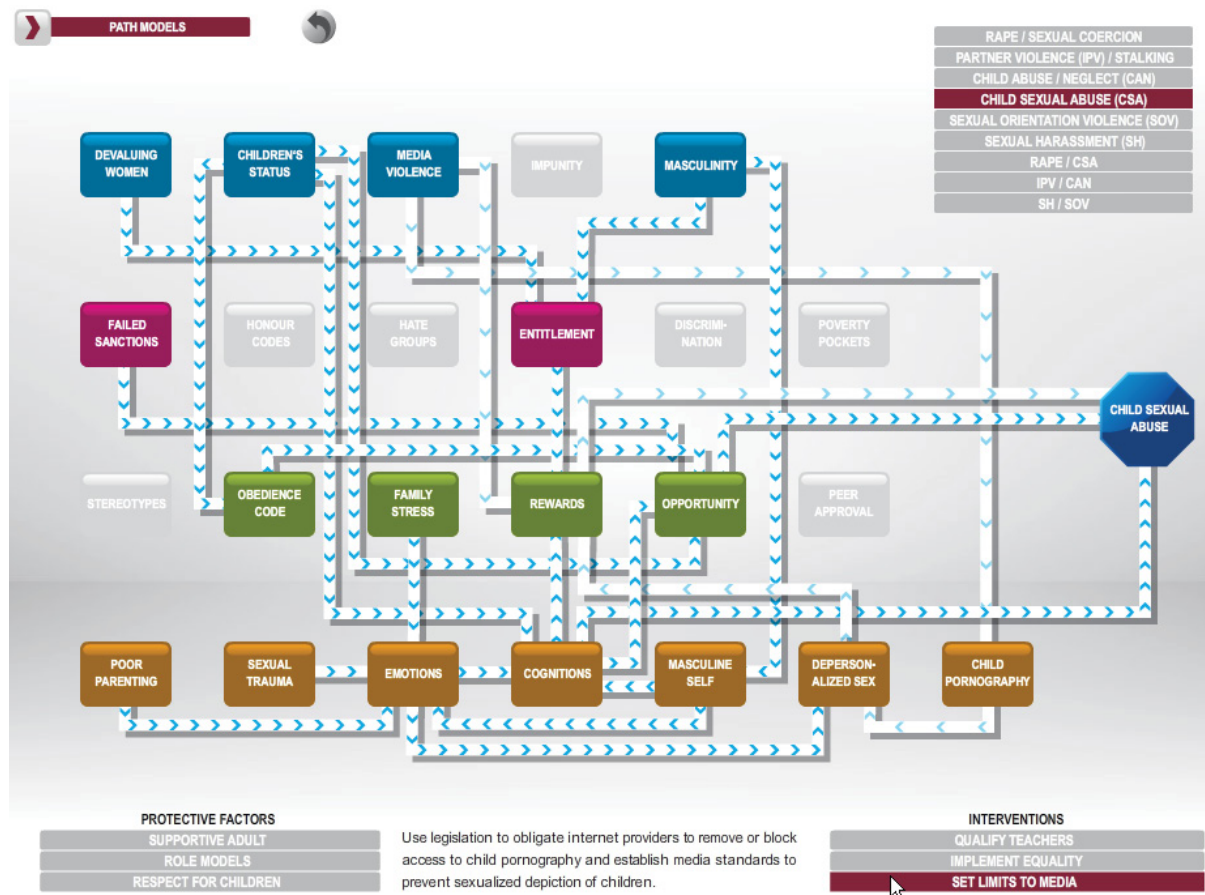 PATH MODELS
RAPE / SEXUAL COERCION
PARTNER VIOLENCE (IPV) / STALKING
CHILD ABUSE / NEGLECT (CAN)
CHILD SEXUAL ABUSE (CSA)
SEXUAL ORIENTATION VIOLENCE (SOV)
SEXUAL HARASSMENT (SH)
RAPE / CSA
IPV / CAN
SH / SOV
DEVALUING
WOMEN
CHILDREN'S
STATUS
MEDIA
VIOLENCE
IMPUNITY
MASCULINITY
FAILED
SANCTIONS
HONOUR
CODES
HATE
GROUPS
ENTITLEMENT
DISCRIMI-
NATION
POVERTY
POCKETS
CHILD SEXUAL
ABUSE
STEREOTYPES
OBEDIENCE
CODE
FAMILY
STRESS
REWARDS
OPPORTUNITY
PEER
APPROVAL
POOR
PARENTING
SEXUAL
TRAUMA
EMOTIONS
COGNITIONS
MASCULINE
SELF
DEPERSON-
ALIZED SEX
CHILD
PORNOGRAPHY
PROTECTIVE FACTORS
SUPPORTIVE ADULT
ROLE MODELS
RESPECT FOR CHILDREN
Use legislation to obligate internet providers to remove or block
access to child pornography and establish media standards to
prevent sexualized depiction of children.
INTERVENTIONS
QUALIFY TEACHERS
IMPLEMENT EQUALITY
SET LIMITS TO MEDIA